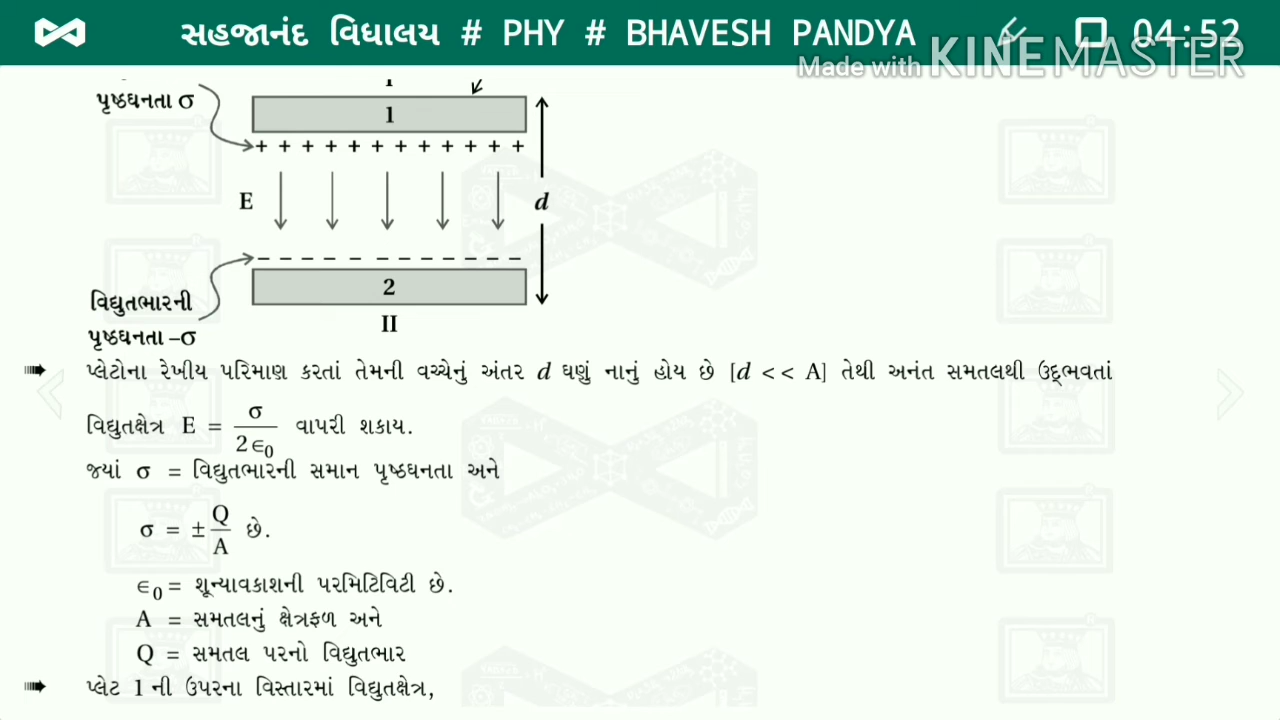 સહજાનંદ વિધાલય # PHY # BHAVESH PANDYA
04:52
Made with KINEMASTER
પૃષ્ઠઘનતા σ
1
+ + + + + + + + + + + +
E
d
– – – – – – – – – – – – –
2
વિદ્યુતભારની
પૃષ્ઠઘનતા –σ
II
➠ પ્લેટોના રેખીય પરિમાણ કરતાં તેમની વચ્ચેનું અંતર d ઘણું નાનું હોય છે [d < < A] તેથી અનંત સમતલથી ઉદ્ભવતાં
વિદ્યુતક્ષેત્ર E = σ / 2∈0 વાપરી શકાય.
જ્યાં σ = વિદ્યુતભારની સમાન પૃષ્ઠઘનતા અને
σ = ± Q / A છે.
∈0 = શૂન્યાવકાશની પરમિટિવિટી છે.
A = સમતલનું ક્ષેત્રફળ અને
Q = સમતલ પરનો વિદ્યુતભાર
➠ પ્લેટ 1 ની ઉપરના વિસ્તારમાં વિદ્યુતક્ષેત્ર,